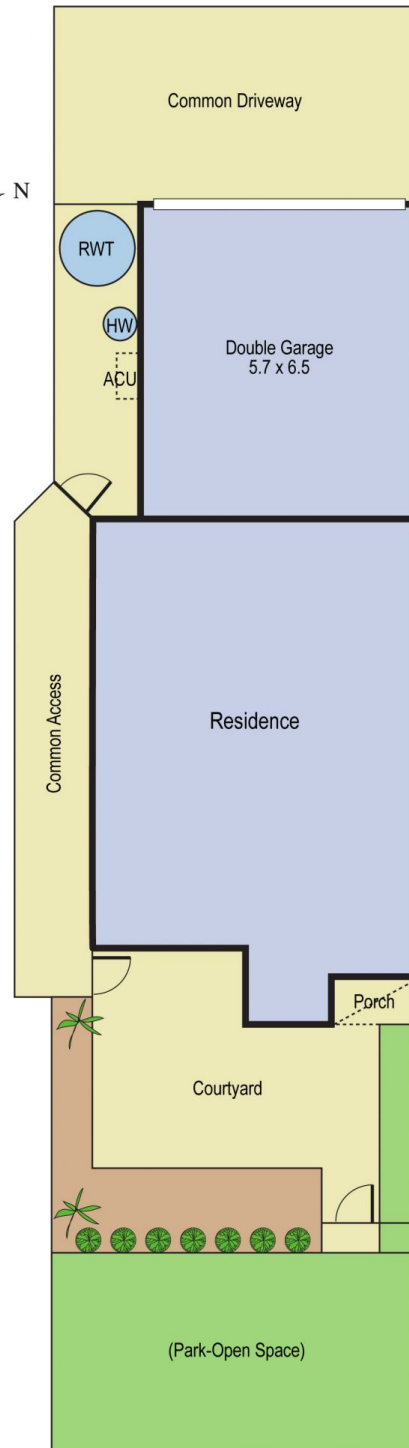 Common Driveway
N
RWT
HW
ACU
Double Garage
5.7 x 6.5
Common Access
Residence
Porch
Courtyard
(Park-Open Space)